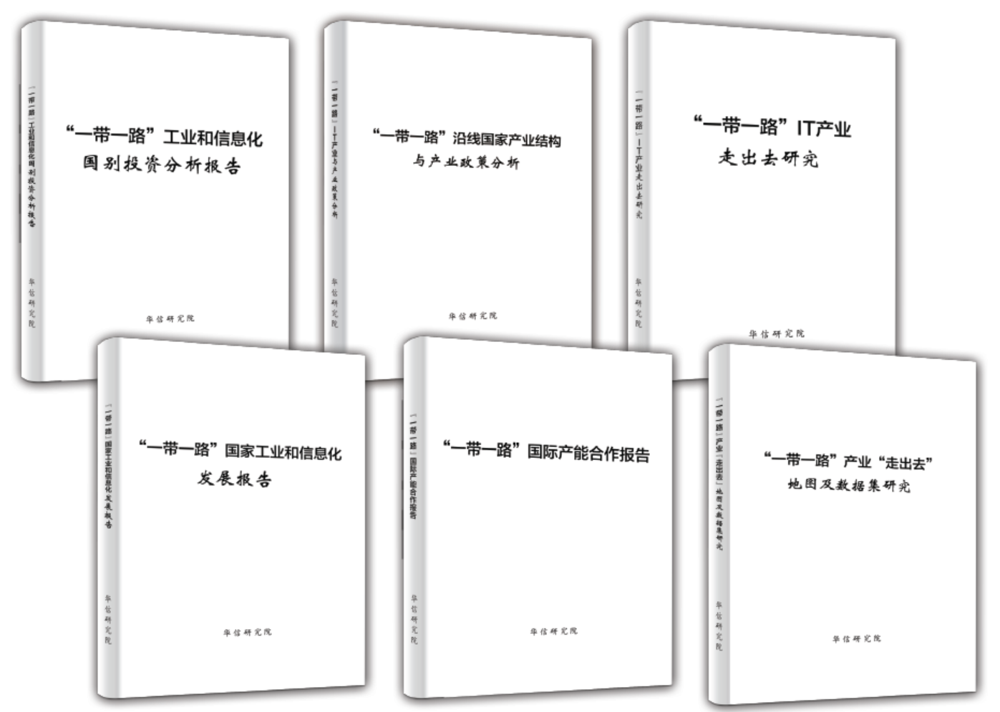 “一带一路”工业和信息化
国别投资分析报告
华信研究院
“一带一路”工业和信息化国别投资分析报告
华信研究院
“一带一路”沿线国家产业结构
与产业政策分析
华信研究院
“一带一路”IT产业与产业政策分析
华信研究院
“一带一路”IT产业
走出去研究
华信研究院
“一带一路”IT产业走出去研究
华信研究院
“一带一路”国家工业和信息化
发展报告
华信研究院
“一带一路”国家工业和信息化发展报告
华信研究院
“一带一路”国际产能合作报告
华信研究院
“一带一路”国际产能合作报告
华信研究院
“一带一路”产业“走出去”
地图及数据集研究
华信研究院
“一带一路”产业“走出去”地图及数据集研究
华信研究院